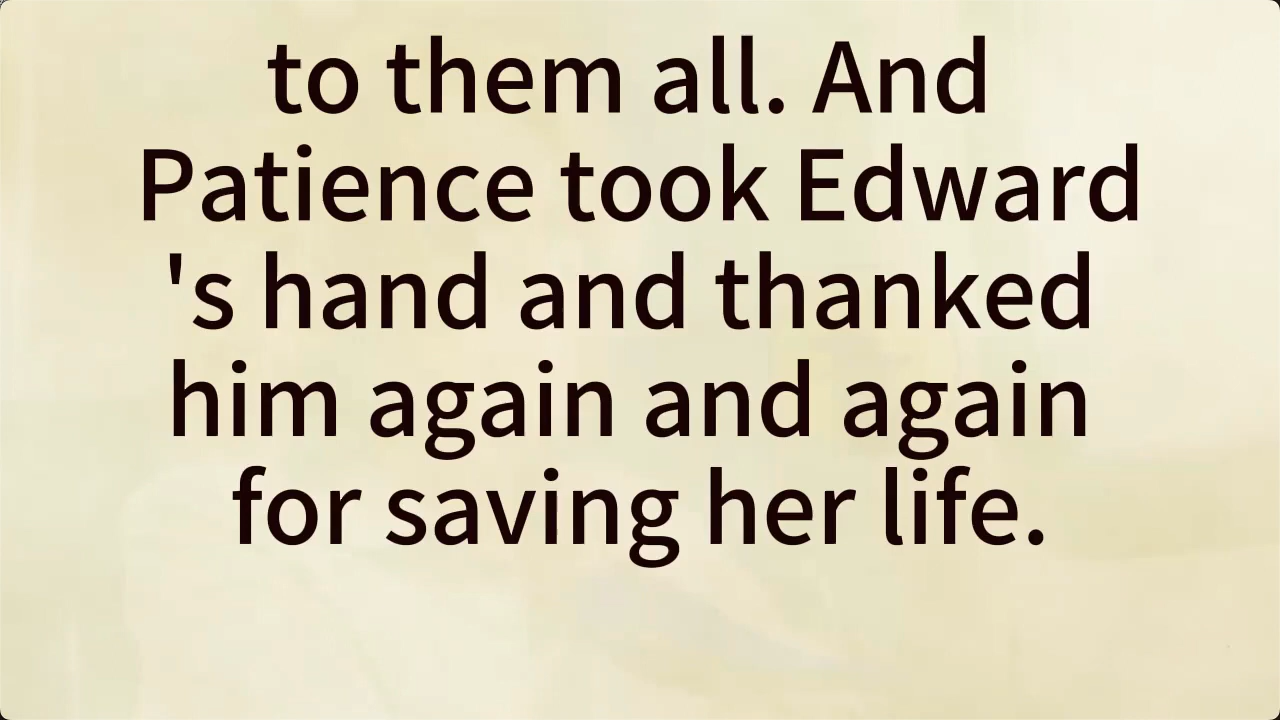 to them all. And
Patience took Edward
's hand and thanked
him again and again
for saving her life.